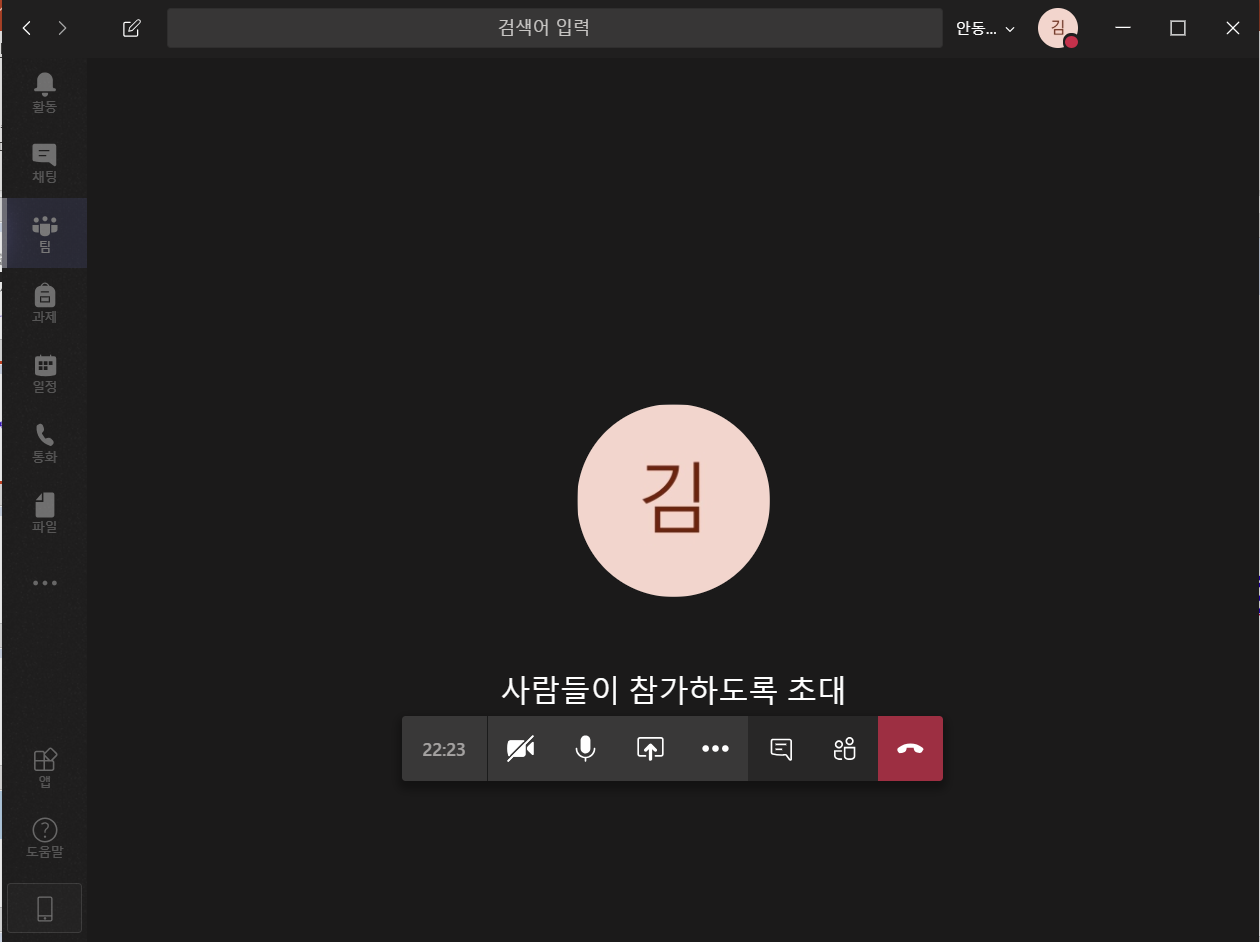 검색어 입력
안동...
김
활동
채팅
팀
과제
일정
통화
파일
김
사람들이 참가하도록 초대
22:23
앱
도움말